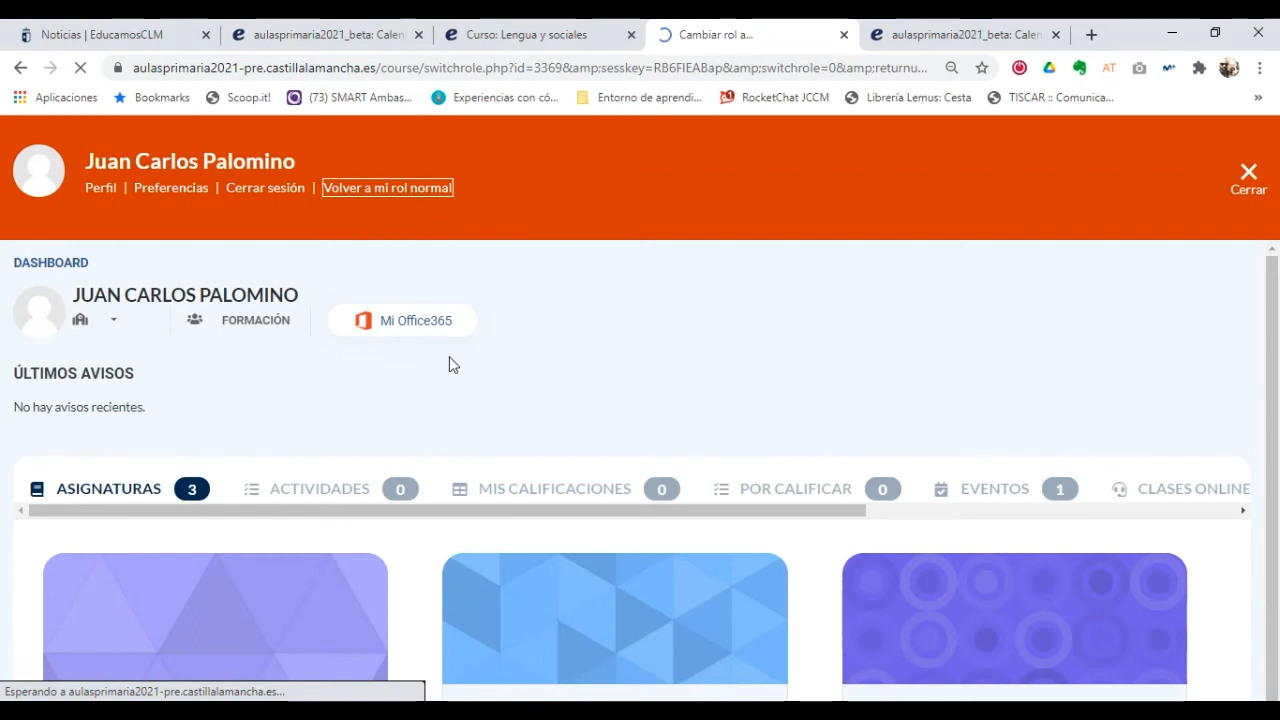 Noticias | EducamosCLM
aulasprimaria2021_beta: Calen
Curso: Lengua y sociales
Cambiar rol a...
aulasprimaria2021_beta: Calen
aulasprimaria2021-pre.castillalamancha.es/course/switchrole.php?id=3369&amp;sesskey=RB6FIEABap&amp;switchrole=0&amp;returnu...
Aplicaciones
Bookmarks
Scoop.it!
(73) SMART Ambas...
Experiencias con có...
Entorno de aprendi...
RocketChat JCCM
Librería Lemus: Cesta
TISCAR :: Comunica...
»
Juan Carlos Palomino
Perfil | Preferencias | Cerrar sesión | Volver a mi rol normal
Cerrar
DASHBOARD
JUAN CARLOS PALOMINO
FORMACIÓN
Mi Office365
ÚLTIMOS AVISOS
No hay avisos recientes.
ASIGNATURAS 3 ACTIVIDADES 0 MIS CALIFICACIONES 0 POR CALIFICAR 0 EVENTOS 1 CLASES ONLINE
Esperando a aulasprimaria2021-pre.castillalamancha.es...